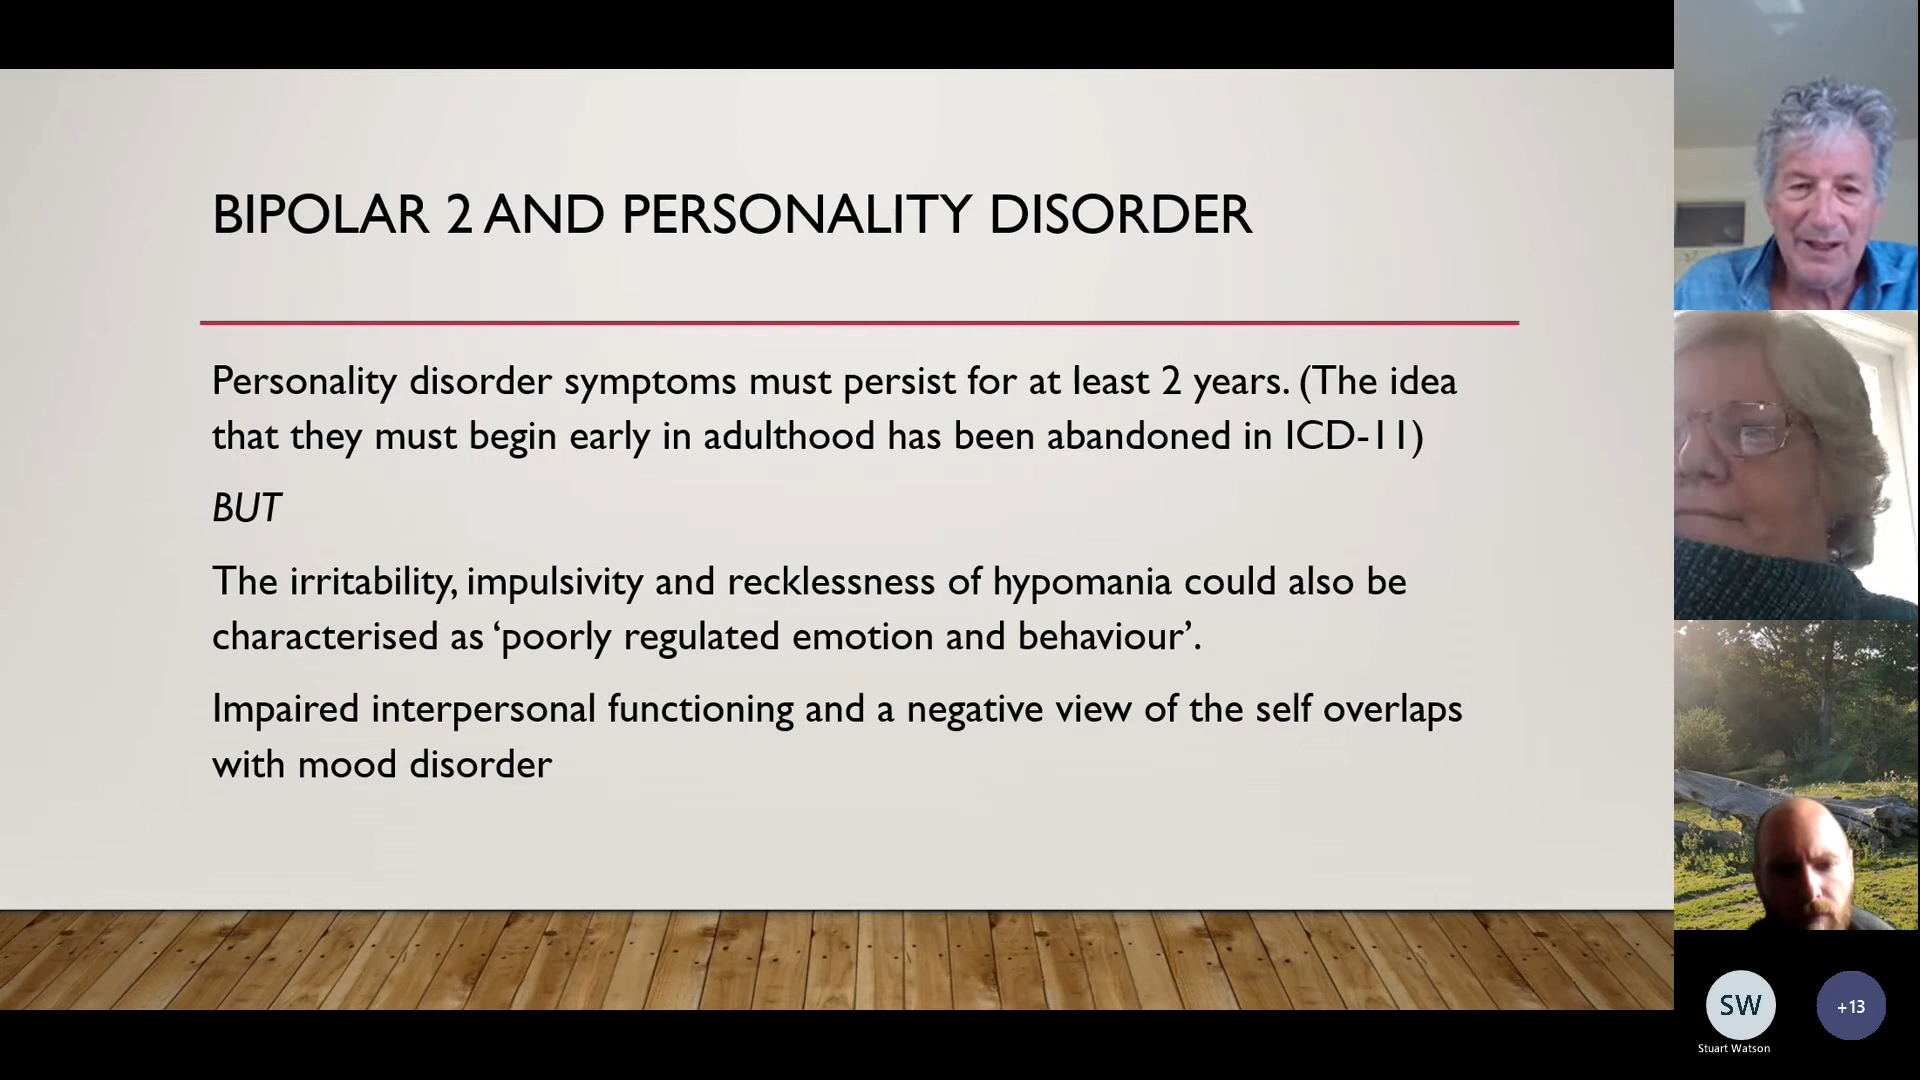 BIPOLAR 2 AND PERSONALITY DISORDER
Personality disorder symptoms must persist for at least 2 years. (The idea
that they must begin early in adulthood has been abandoned in ICD-11)
BUT
The irritability, impulsivity and recklessness of hypomania could also be
characterised as ‘poorly regulated emotion and behaviour’.
Impaired interpersonal functioning and a negative view of the self overlaps
with mood disorder
SW
+13
Stuart Watson